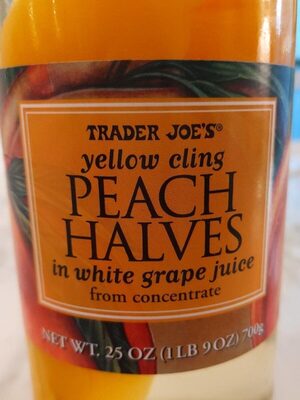 TRADER JOE'S®
yellow cling
PEACH
HALVES
in white grape juice
from concentrate
NET WT. 25 OZ (1 LB 9 OZ) 700g